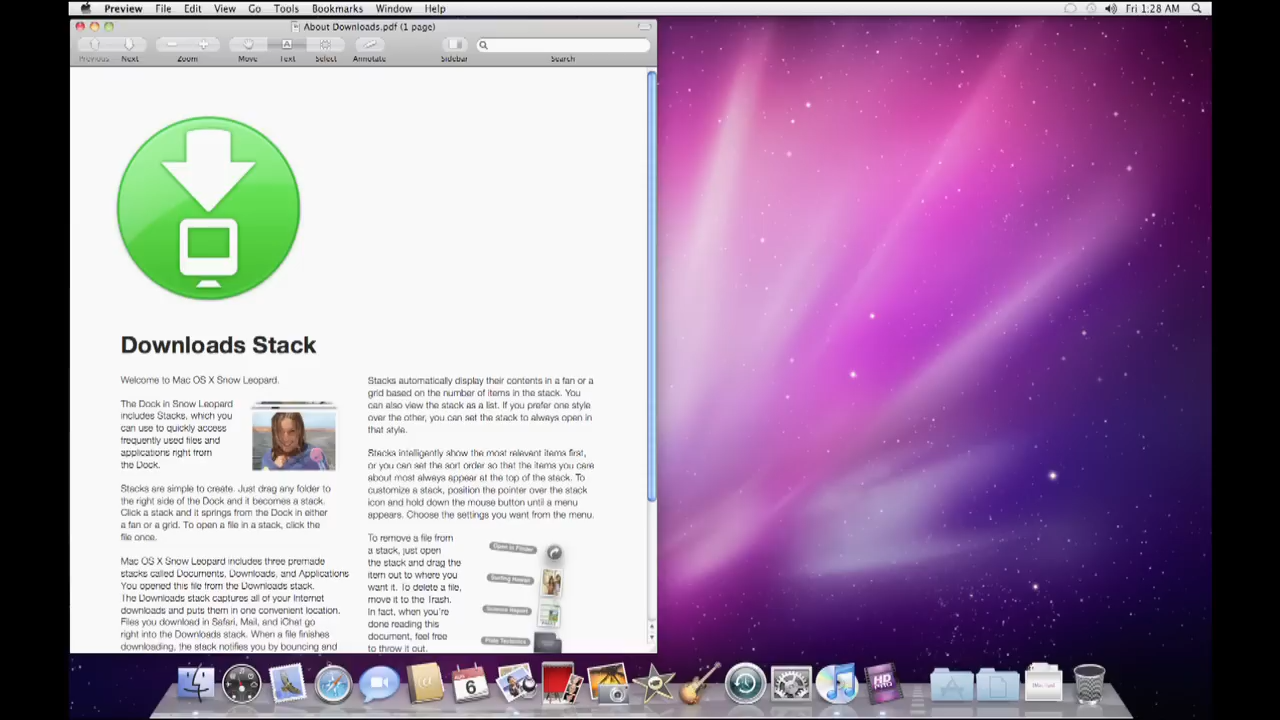 Preview File Edit View Go Tools Bookmarks Window Help
Fri 1:28 AM
About Downloads.pdf (1 page)
Previous Next Zoom Move Text Select Annotate Sidebar Search
Downloads Stack
Welcome to Mac OS X Snow Leopard.
The Dock in Snow Leopard
includes Stacks, which you
can use to quickly access
frequently used files and
applications right from
the Dock.
Stacks are simple to create. Just drag any folder to
the right side of the Dock and it becomes a stack.
Click a stack and it springs from the Dock in either
a fan or a grid. To open a file in a stack, click the
file once.
Mac OS X Snow Leopard includes three premade
stacks called Documents, Downloads, and Applications
You opened this file from the Downloads stack.
The Downloads stack captures all of your Internet
downloads and puts them in one convenient location.
Files you download in Safari, Mail, and iChat go
right into the Downloads stack. When a file finishes
downloading, the stack notifies you by bouncing and
Stacks automatically display their contents in a fan or a
grid based on the number of items in the stack. You
can also view the stack as a list. If you prefer one style
over the other, you can set the stack to always open in
that style.
Stacks intelligently show the most relevant items first,
or you can set the sort order so that the items you care
about most always appear at the top of the stack. To
customize a stack, position the pointer over the stack
icon and hold down the mouse button until a menu
appears. Choose the settings you want from the menu.
To remove a file from
a stack, just open
the stack and drag the
item out to where you
want it. To delete a file,
move it to the Trash.
In fact, when you're
done reading this
document, feel free
to throw it out.
Open in Finder
Surfing Hawaii
Science Report
Plate Tectonics
6
HD